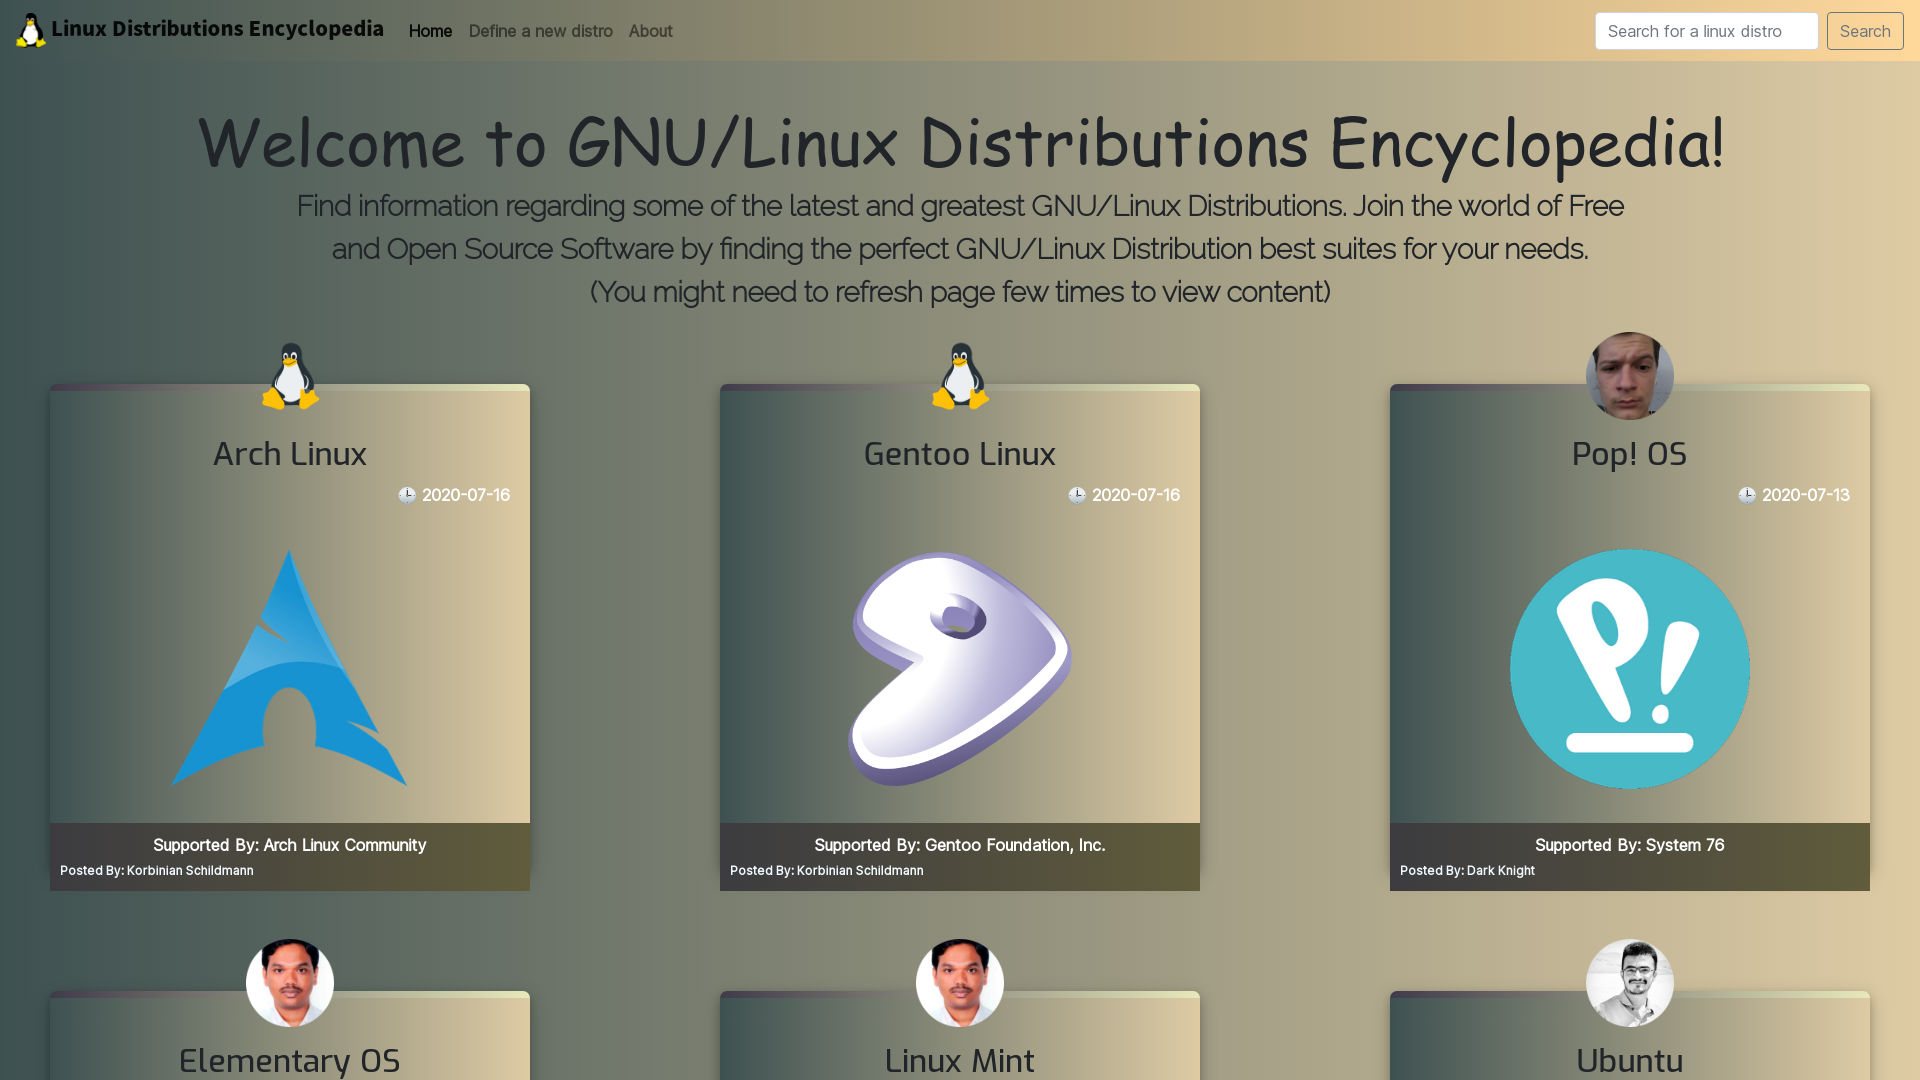 Linux Distributions Encyclopedia
Home
Define a new distro
About
Search for a linux distro
Search
Welcome to GNU/Linux Distributions Encyclopedia!
Find information regarding some of the latest and greatest GNU/Linux Distributions. Join the world of Free
and Open Source Software by finding the perfect GNU/Linux Distribution best suites for your needs.
(You might need to refresh page few times to view content)
Arch Linux
2020-07-16
Supported By: Arch Linux Community
Posted By: Korbinian Schildmann
Gentoo Linux
2020-07-16
Supported By: Gentoo Foundation, Inc.
Posted By: Korbinian Schildmann
Pop! OS
2020-07-13
P!
Supported By: System 76
Posted By: Dark Knight
Elementary OS
Linux Mint
Ubuntu